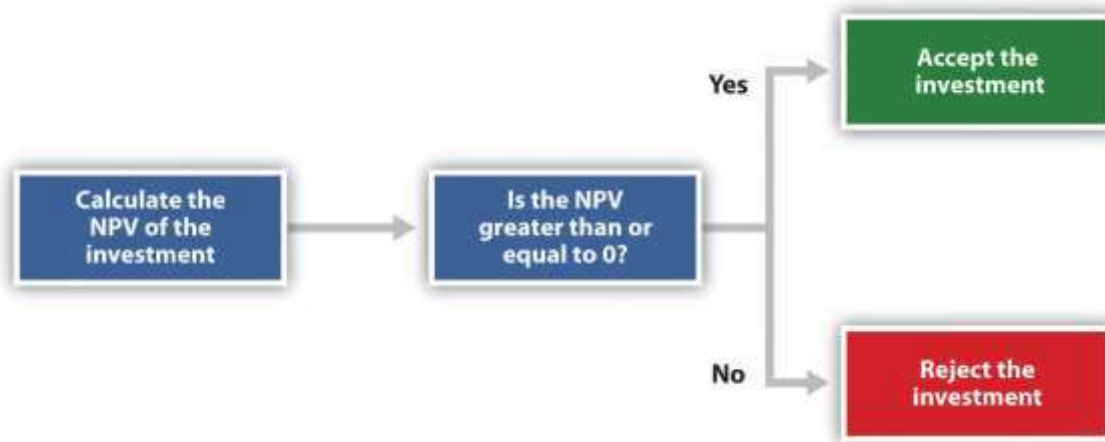 Calculate the
NPV of the
investment
Is the NPV
greater than or
equal to 0?
Yes
Accept the
investment
No
Reject the
investment